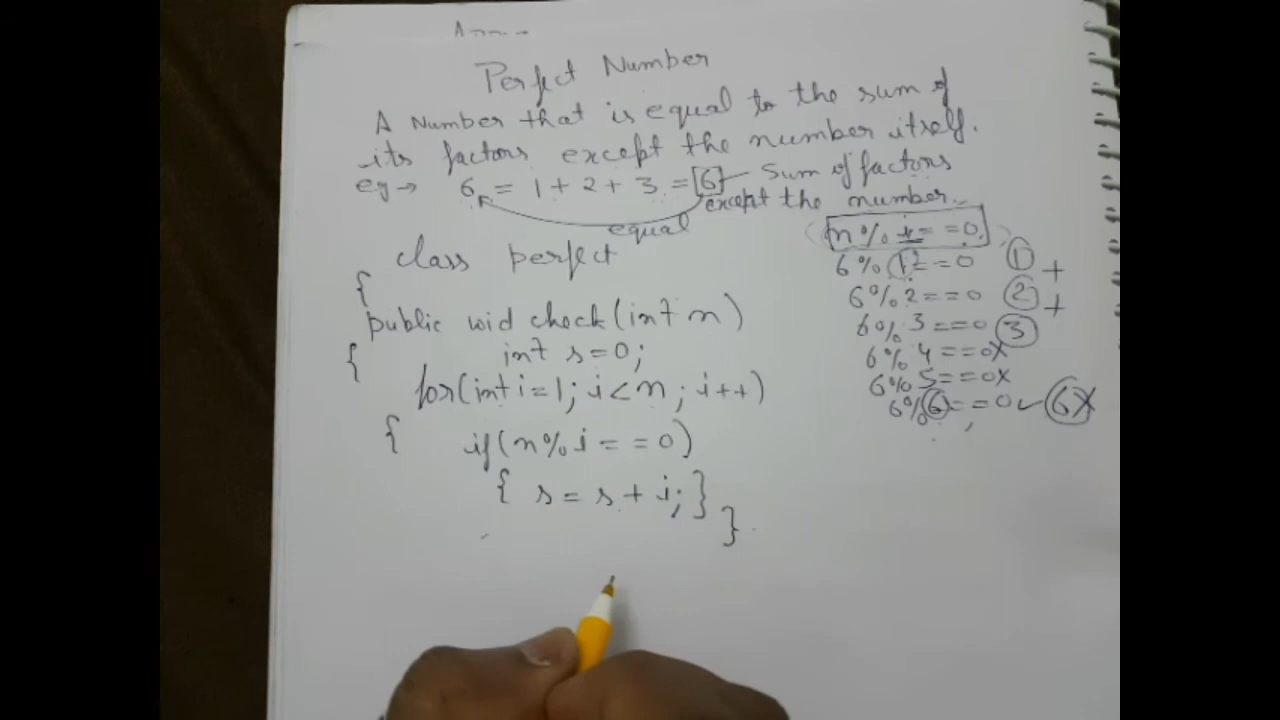 Perfect Number
A Number that is equal to the sum of
its factors except the number itself.
eg → 6 = 1 + 2 + 3 = 6 – Sum of factors
except the number.
equal
class perfect
{
public void check(int n)
{ int s=0;
for(int i=1; i<n; i++)
{ if(n% i = =0)
{ s = s + i; }
}
n% i = =0
6% 1 = =0 1 +
6% 2 = =0 2 +
6% 3 = =0 3
6% 4 = =0 X
6% 5 = =0 X
6% 6 = =0 ✓ 6 X